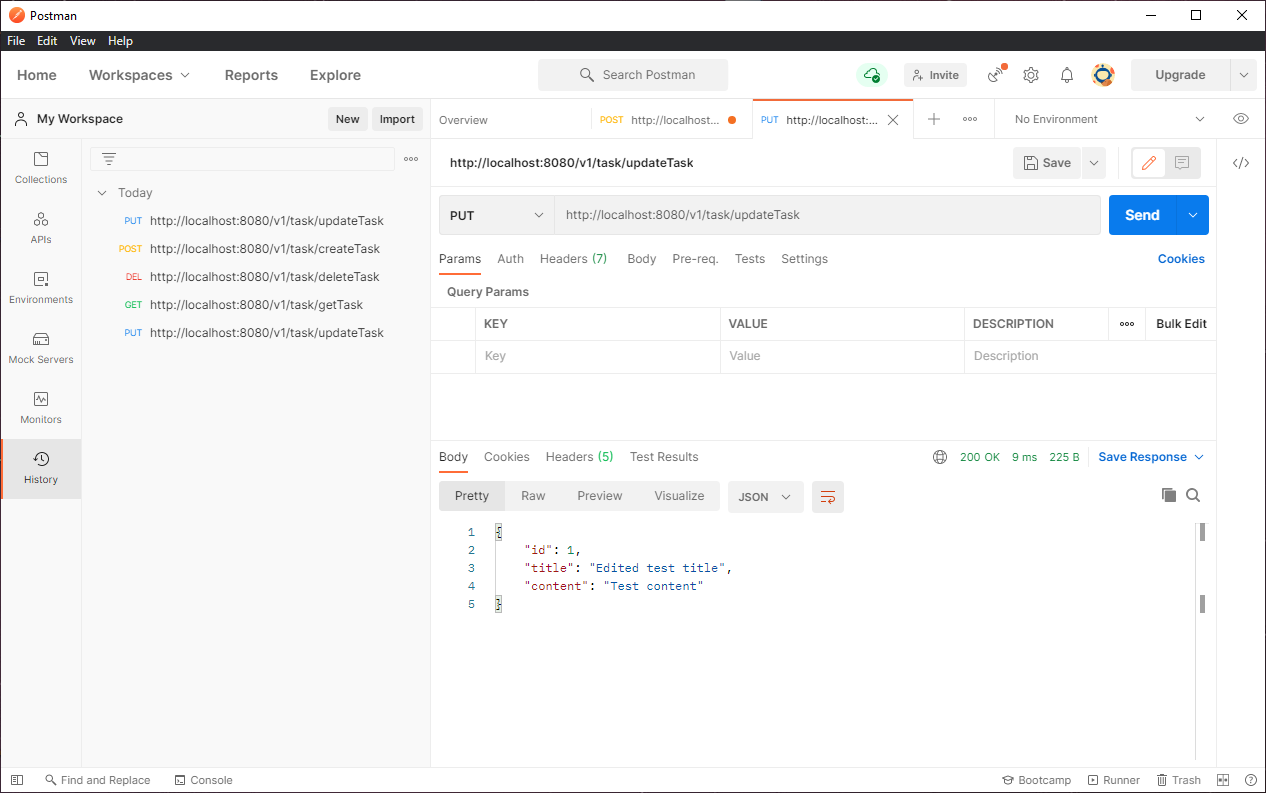 Postman
File Edit View Help
Home Workspaces Reports Explore Search Postman Invite Upgrade
My Workspace New Import
Overview POST http://localhost... PUT http://localhost:... No Environment
http://localhost:8080/v1/task/updateTask Save
Collections
APIs
Environments
Mock Servers
Monitors
History
Today
PUT http://localhost:8080/v1/task/updateTask
POST http://localhost:8080/v1/task/createTask
DEL http://localhost:8080/v1/task/deleteTask
GET http://localhost:8080/v1/task/getTask
PUT http://localhost:8080/v1/task/updateTask
PUT http://localhost:8080/v1/task/updateTask Send
Params Auth Headers (7) Body Pre-req. Tests Settings Cookies
Query Params
KEY VALUE DESCRIPTION Bulk Edit
Key Value Description
Body Cookies Headers (5) Test Results 200 OK 9 ms 225 B Save Response
Pretty Raw Preview Visualize JSON
1 {
2 "id": 1,
3 "title": "Edited test title",
4 "content": "Test content"
5 }
Find and Replace Console Bootcamp Runner Trash